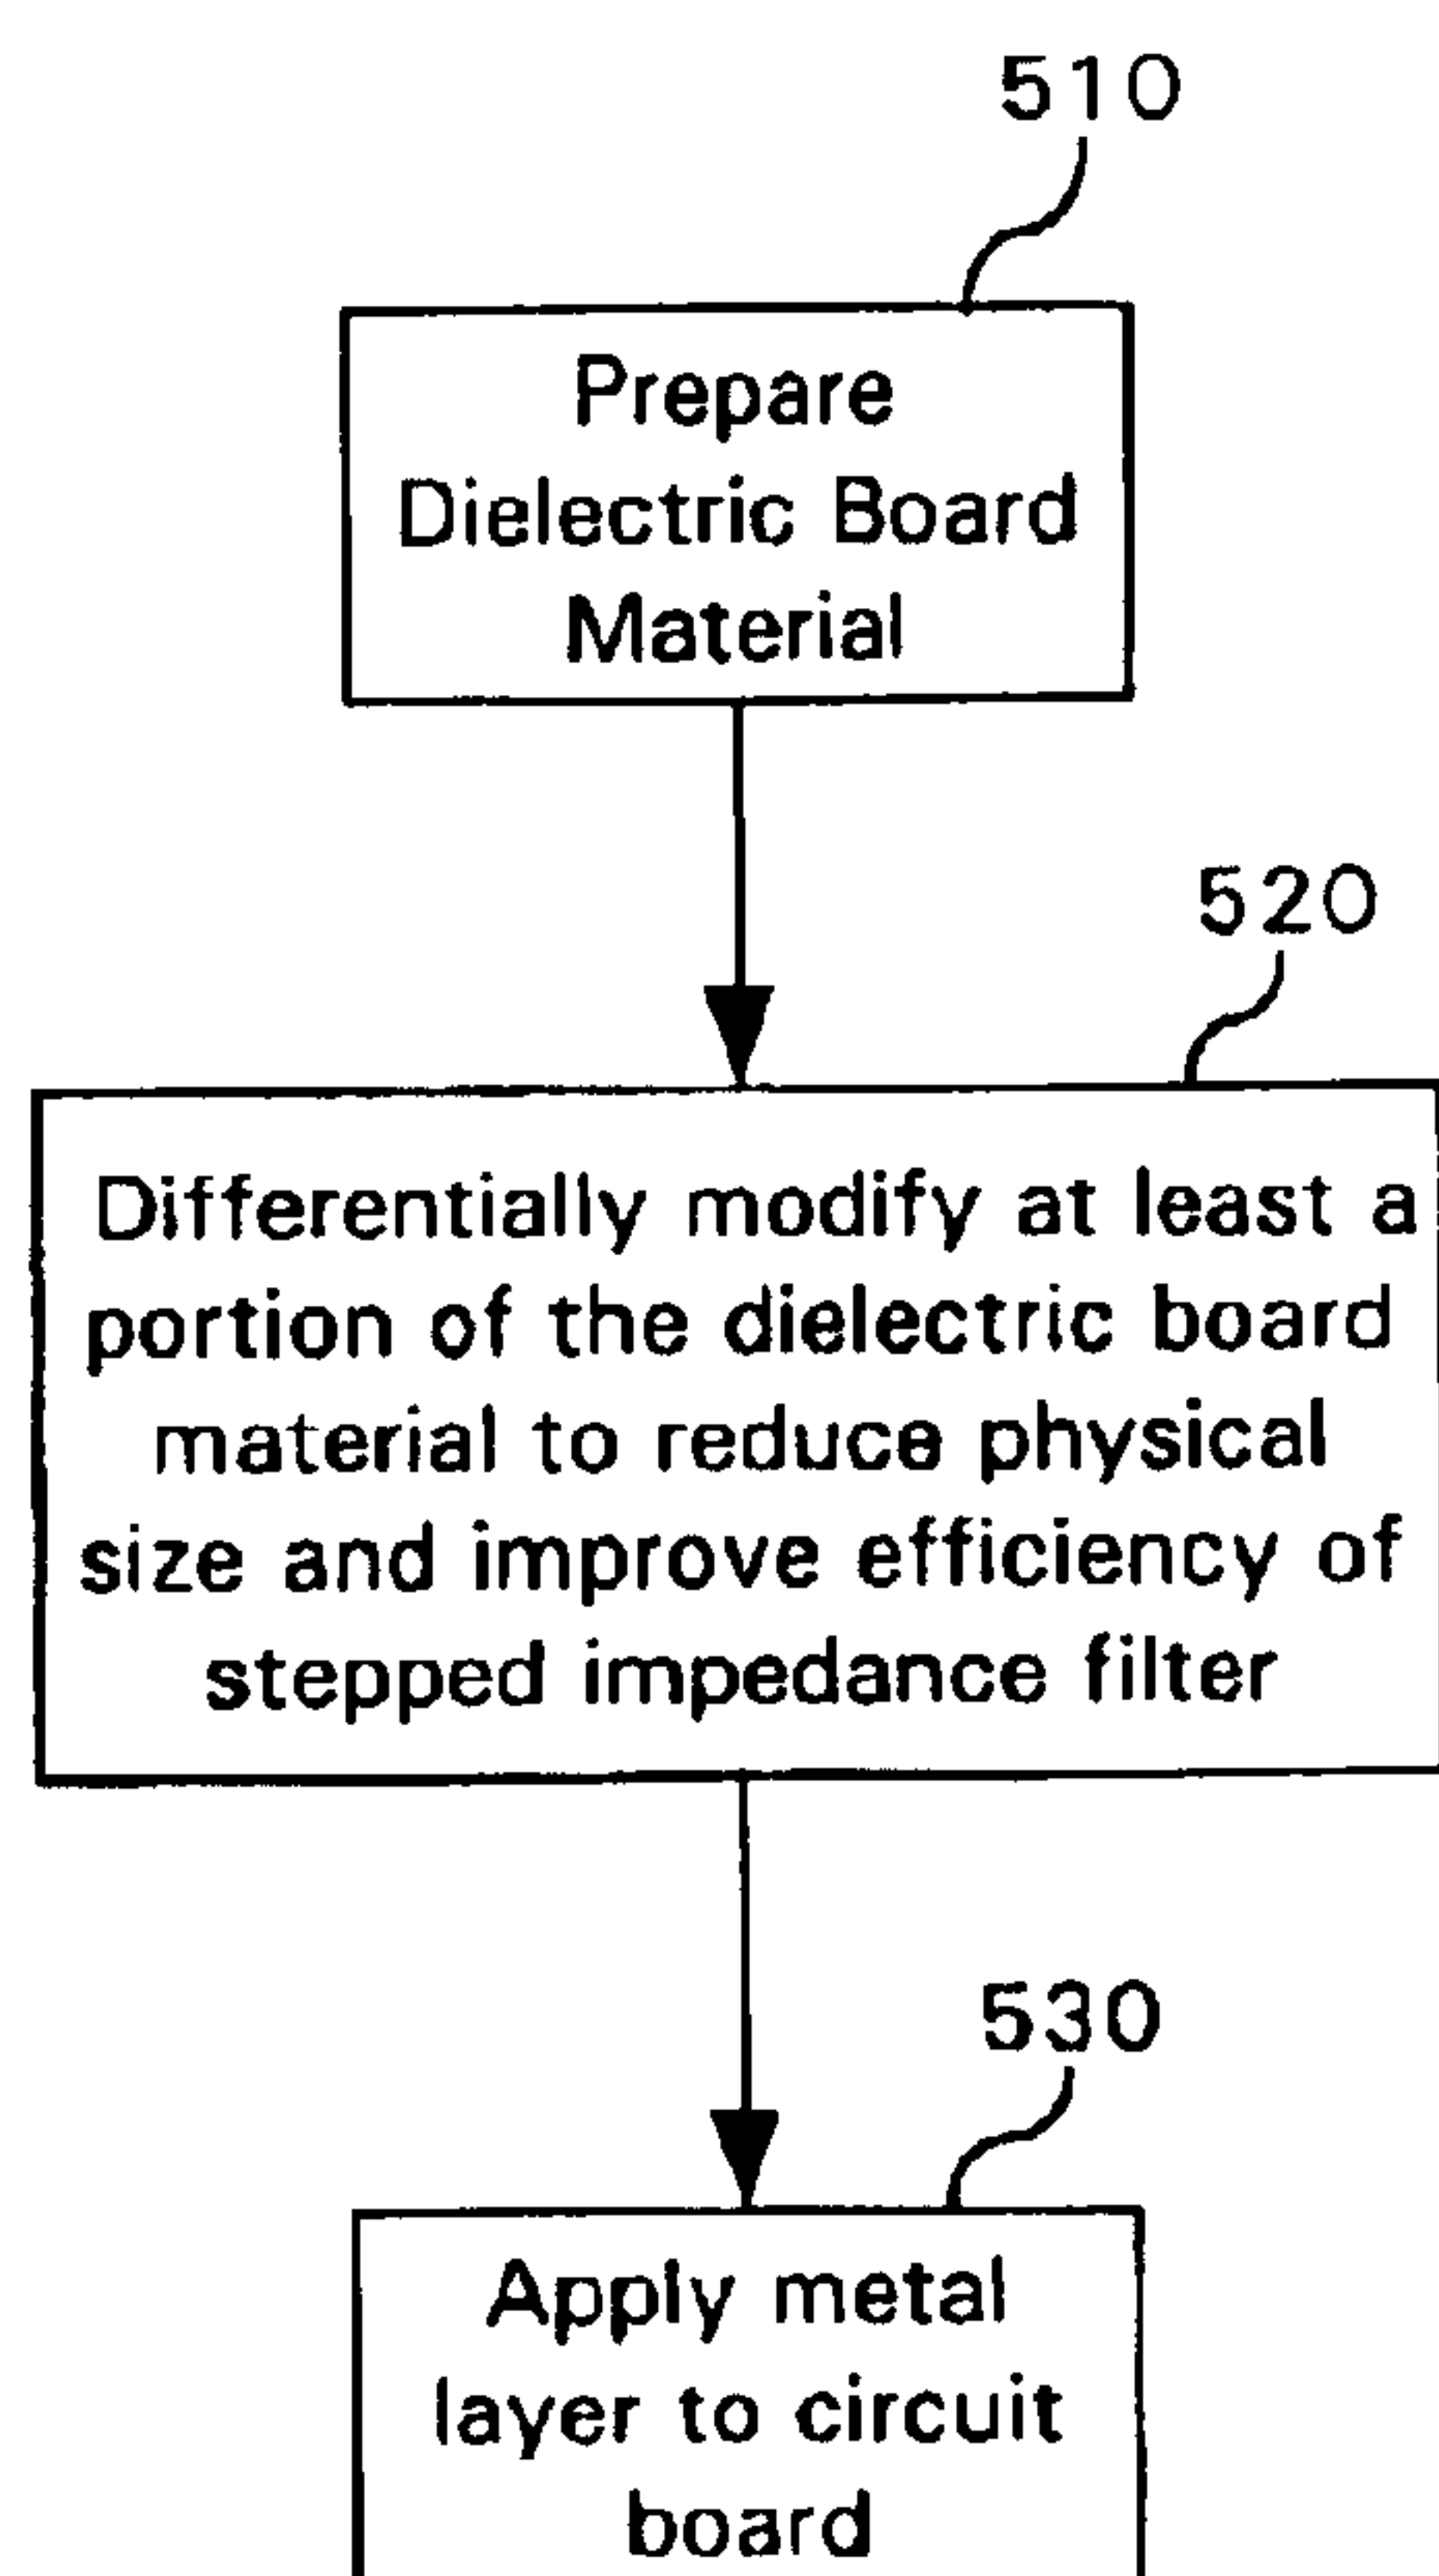 510
Prepare
Dielectric Board
Material
520
Differentially modify at least a
portion of the dielectric board
material to reduce physical
size and improve efficiency of
stepped impedance filter
530
Apply metal
layer to circuit
board